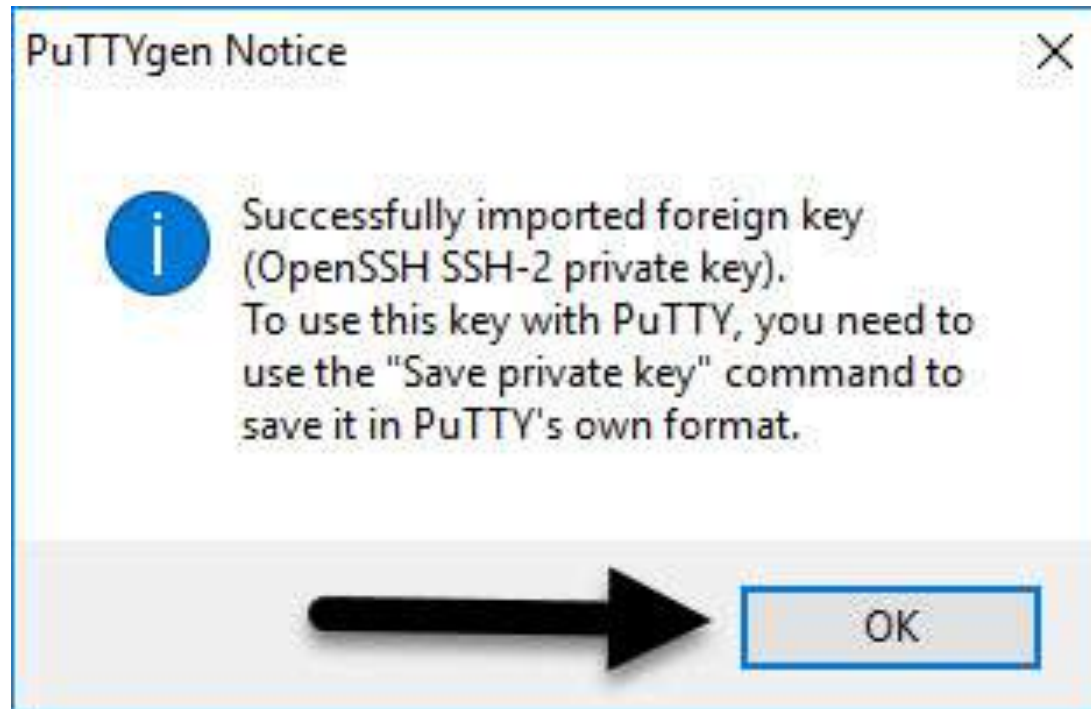 PuTTYgen Notice
Successfully imported foreign key
(OpenSSH SSH-2 private key).
To use this key with PuTTY, you need to
use the "Save private key" command to
save it in PuTTY's own format.
OK